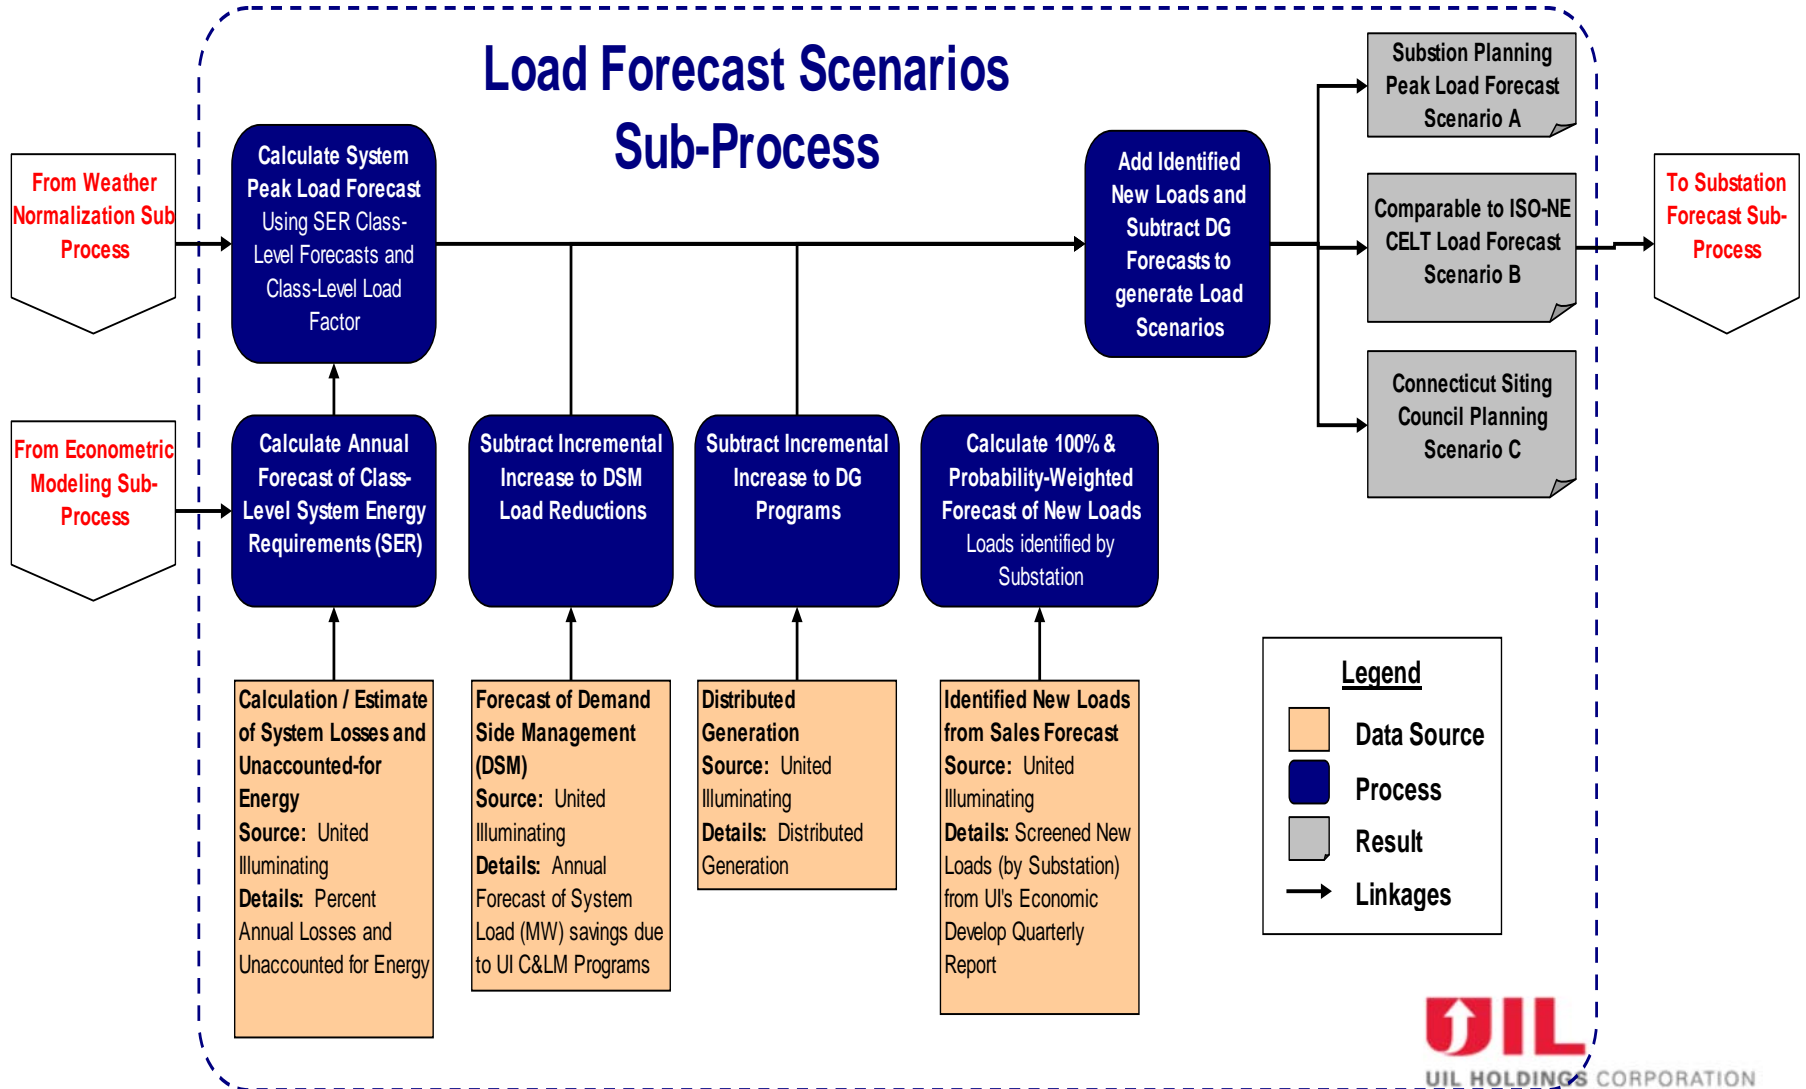 Load Forecast Scenarios
Sub-Process
From Weather
Normalization Sub
Process
Calculate System
Peak Load Forecast
Using SER Class-
Level Forecasts and
Class-Level Load
Factor
Add Identified
New Loads and
Subtract DG
Forecasts to
generate Load
Scenarios
Substion Planning
Peak Load Forecast
Scenario A
Comparable to ISO-NE
CELT Load Forecast
Scenario B
Connecticut Siting
Council Planning
Scenario C
To Substation
Forecast Sub-
Process
From Econometric
Modeling Sub-
Process
Calculate Annual
Forecast of Class-
Level System Energy
Requirements (SER)
Subtract Incremental
Increase to DSM
Load Reductions
Subtract Incremental
Increase to DG
Programs
Calculate 100% &
Probability-Weighted
Forecast of New Loads
Loads identified by
Substation
Calculation / Estimate
of System Losses and
Unaccounted-for
Energy
Source: United
Illuminating
Details: Percent
Annual Losses and
Unaccounted for Energy
Forecast of Demand
Side Management
(DSM)
Source: United
Illuminating
Details: Annual
Forecast of System
Load (MW) savings due
to UI C&LM Programs
Distributed
Generation
Source: United
Illuminating
Details: Distributed
Generation
Identified New Loads
from Sales Forecast
Source: United
Illuminating
Details: Screened New
Loads (by Substation)
from UI's Economic
Develop Quarterly
Report
Legend
Data Source
Process
Result
Linkages
UIL
UIL HOLDINGS CORPORATION